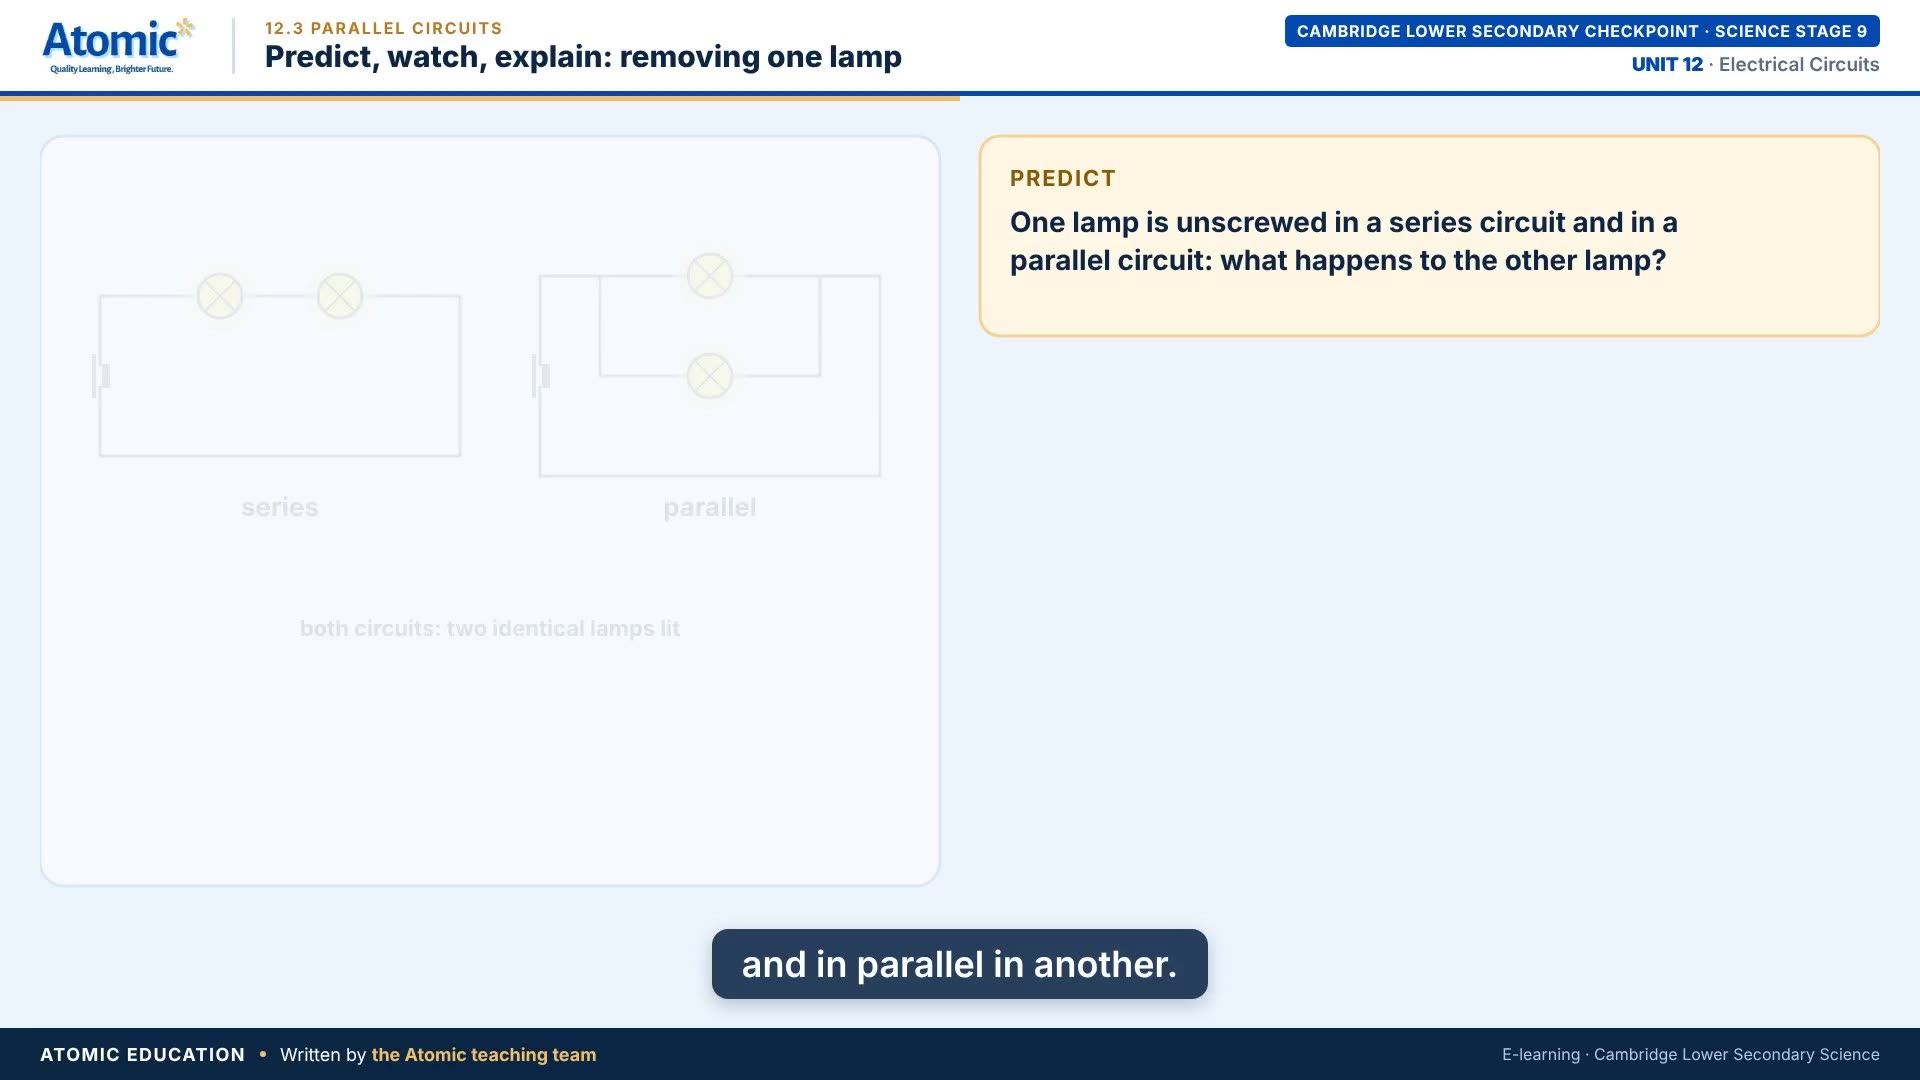 Atomic
Quality Learning, Brighter Future.
12.3 PARALLEL CIRCUITS
Predict, watch, explain: removing one lamp
CAMBRIDGE LOWER SECONDARY CHECKPOINT · SCIENCE STAGE 9
UNIT 12 · Electrical Circuits
series
parallel
both circuits: two identical lamps lit
PREDICT
One lamp is unscrewed in a series circuit and in a
parallel circuit: what happens to the other lamp?
and in parallel in another.
ATOMIC EDUCATION • Written by the Atomic teaching team
E-learning · Cambridge Lower Secondary Science